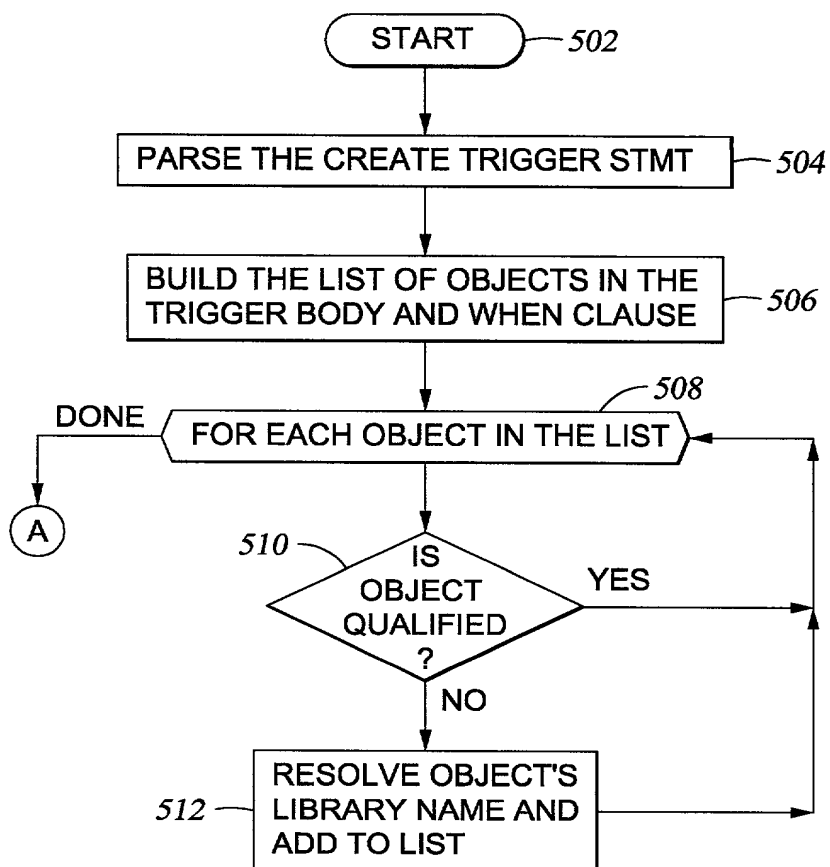 START
502
PARSE THE CREATE TRIGGER STMT
504
BUILD THE LIST OF OBJECTS IN THE
TRIGGER BODY AND WHEN CLAUSE
506
508
DONE
FOR EACH OBJECT IN THE LIST
A
510
IS
OBJECT
QUALIFIED
?
YES
NO
RESOLVE OBJECT'S
LIBRARY NAME AND
ADD TO LIST
512